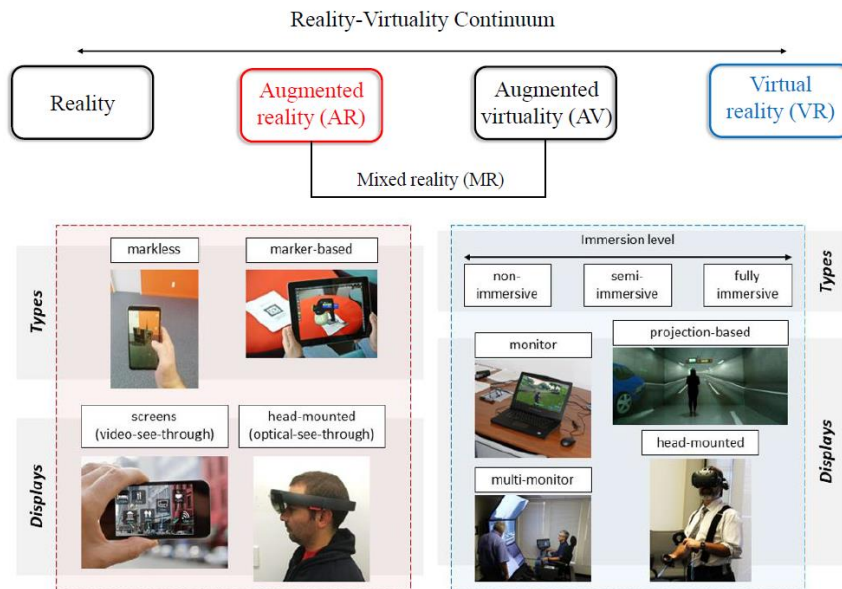 Reality-Virtuality Continuum
Reality
Augmented
reality (AR)
Augmented
virtuality (AV)
Virtual
reality (VR)
Mixed reality (MR)
Types
markless
marker-based
Displays
screens
(video-see-through)
head-mounted
(optical-see-through)
Immersion level
non-
immersive
semi-
immersive
fully
immersive
Types
monitor
projection-based
multi-monitor
head-mounted
Displays